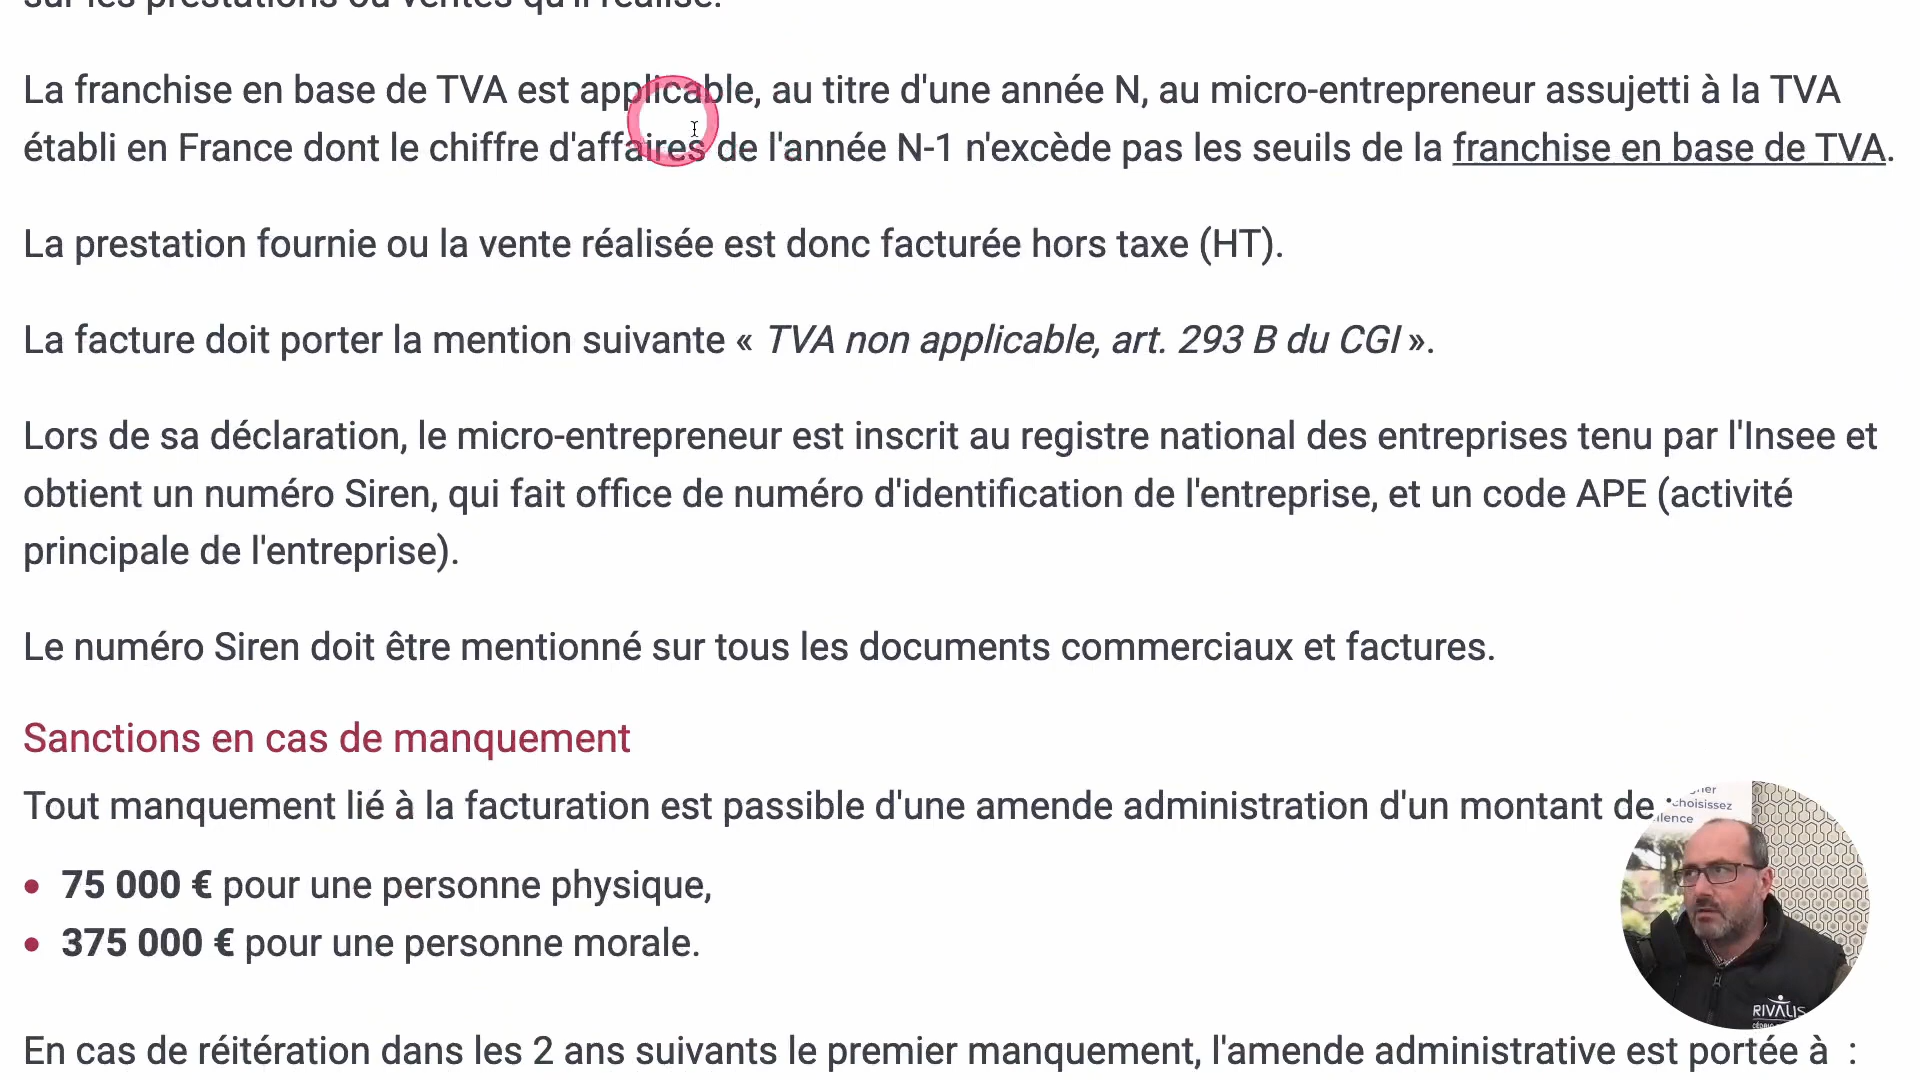 sur les prestations ou ventes qu'il réalise.
La franchise en base de TVA est applicable, au titre d'une année N, au micro-entrepreneur assujetti à la TVA
établi en France dont le chiffre d'affaires de l'année N-1 n'excède pas les seuils de la franchise en base de TVA.
La prestation fournie ou la vente réalisée est donc facturée hors taxe (HT).
La facture doit porter la mention suivante « TVA non applicable, art. 293 B du CGI ».
Lors de sa déclaration, le micro-entrepreneur est inscrit au registre national des entreprises tenu par l'Insee et
obtient un numéro Siren, qui fait office de numéro d'identification de l'entreprise, et un code APE (activité
principale de l'entreprise).
Le numéro Siren doit être mentionné sur tous les documents commerciaux et factures.
Sanctions en cas de manquement
Tout manquement lié à la facturation est passible d'une amende administration d'un montant de :
choisissez
• 75 000 € pour une personne physique,
• 375 000 € pour une personne morale.
RIVALIS
En cas de réitération dans les 2 ans suivants le premier manquement, l'amende administrative est portée à :